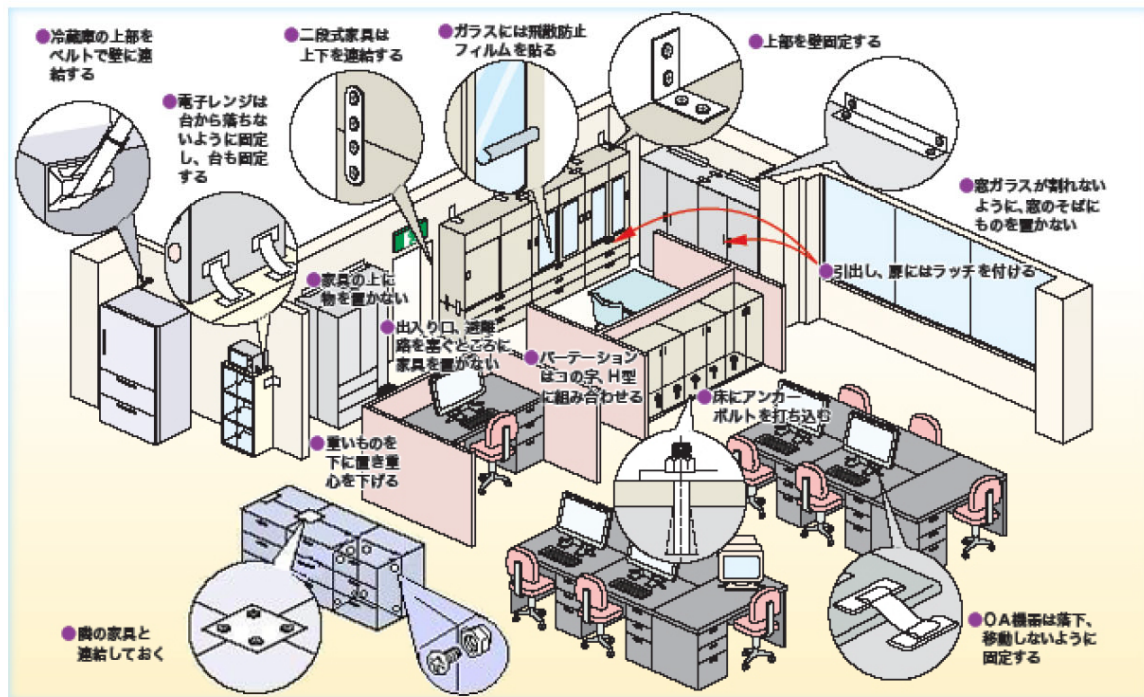 ●冷蔵庫の上部を
ベルトで壁に連
結する
●電子レンジは
台から落ちな
いように固定
し、台も固定
する
●二段式家具は
上下を連結する
●ガラスには飛散防止
フィルムを貼る
●上部を壁固定する
●窓ガラスが割れない
ように、窓のそばに
ものを置かない
●引出し、扉にはラッチを付ける
●家具の上に
物を置かない
●出入り口、避難
路を塞ぐところに
家具を置かない
●パーテーション
はコの字、H型
に組み合わせる
●床にアンカー
ボルトを打ち込む
●重いものを
下に置き重
心を下げる
●隣の家具と
連結しておく
●OA機器は落下、
移動しないように
固定する